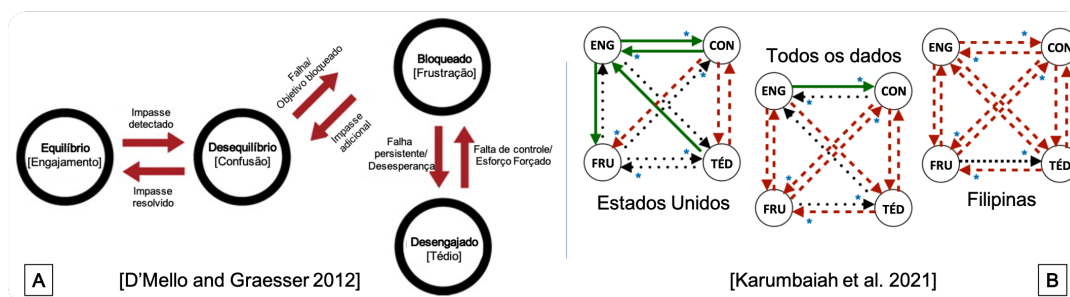 Equilíbrio
[Engajamento]
Impasse
detectado
Impasse
resolvido
Desequilíbrio
[Confusão]
Falha/
Objetivo bloqueado
Impasse
adicional
Bloqueado
[Frustração]
Falha
persistente/
Desesperança
Falta de controle/
Esforço Forçado
Desengajado
[Tédio]
A
[D'Mello and Graesser 2012]
ENG
*
CON
*
*
*
*
FRU
*
TÉD
Estados Unidos
Todos os dados
ENG
*
CON
*
*
*
FRU
*
TÉD
*
ENG
*
CON
*
*
*
*
FRU
*
TÉD
*
Filipinas
[Karumbaiah et al. 2021]
B